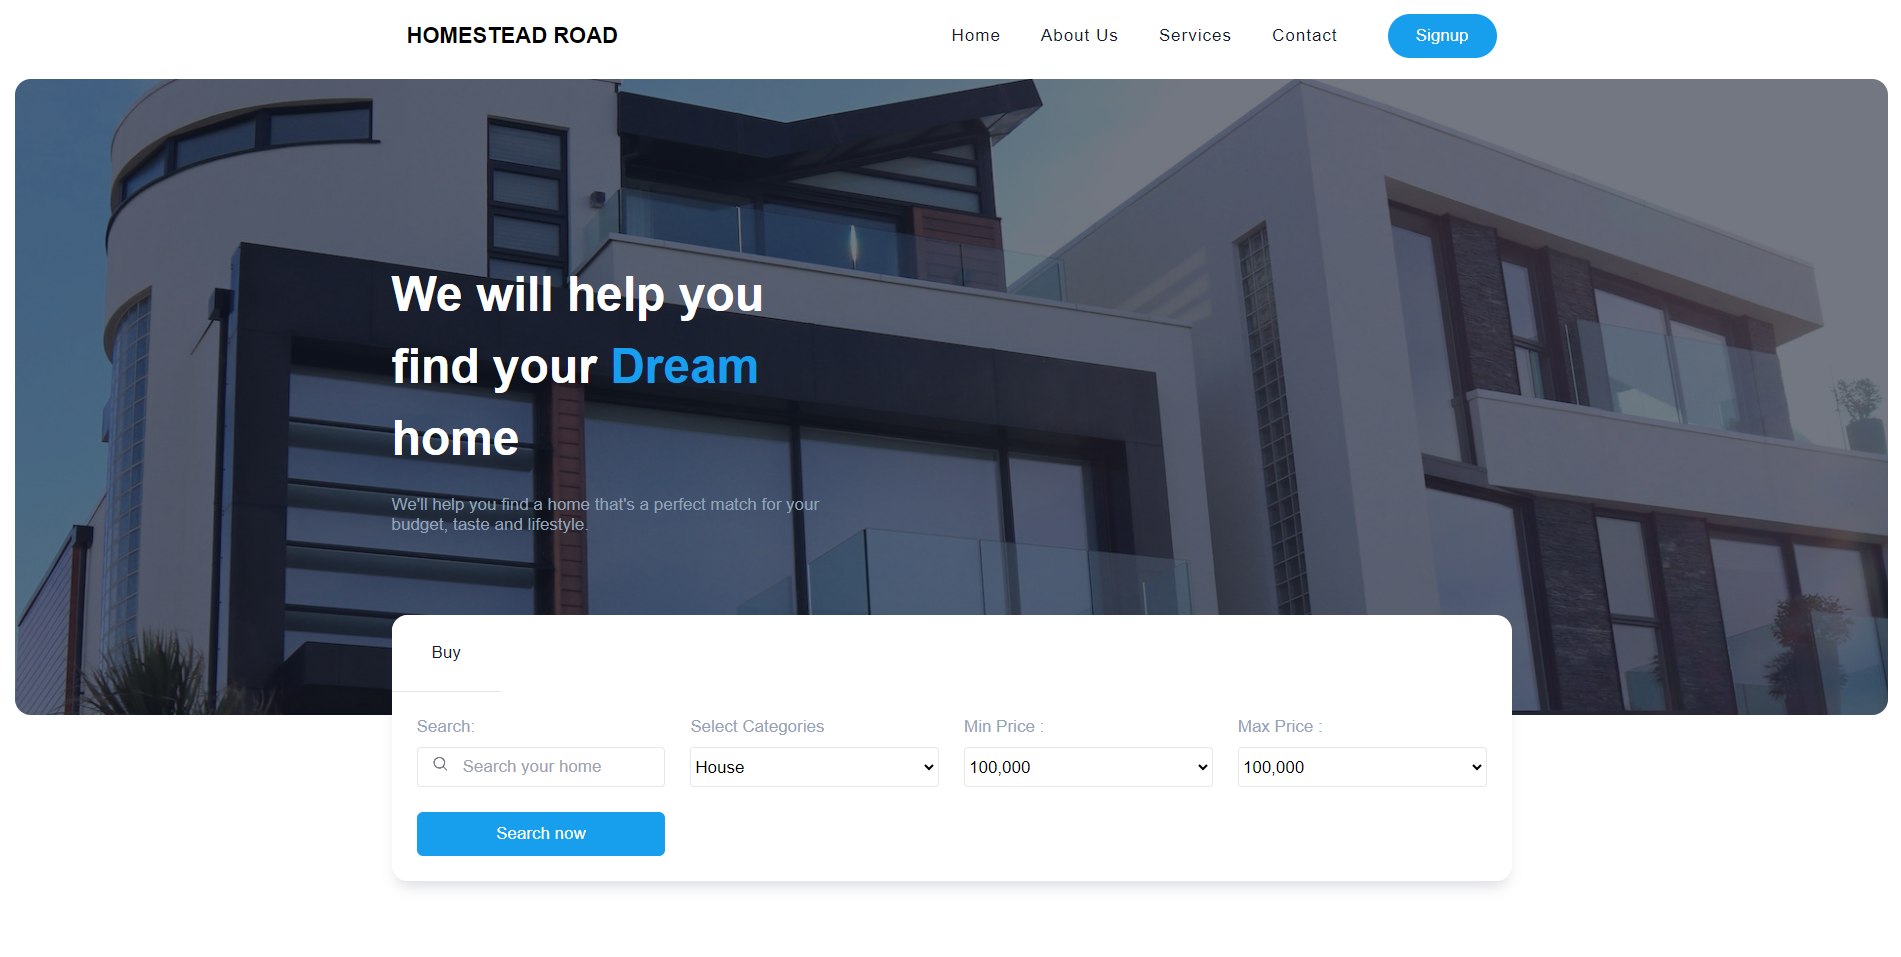 HOMESTEAD ROAD
Home About Us Services Contact Signup
We will help you
find your Dream
home
We'll help you find a home that's a perfect match for your
budget, taste and lifestyle.
Buy
Search: Select Categories Min Price : Max Price :
Search your home House 100,000 100,000
Search now